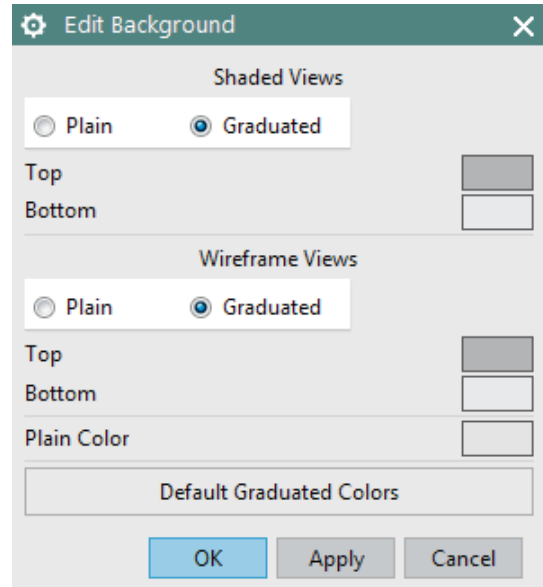 Edit Background
Shaded Views
Plain Graduated
Top
Bottom
Wireframe Views
Plain Graduated
Top
Bottom
Plain Color
Default Graduated Colors
OK Apply Cancel